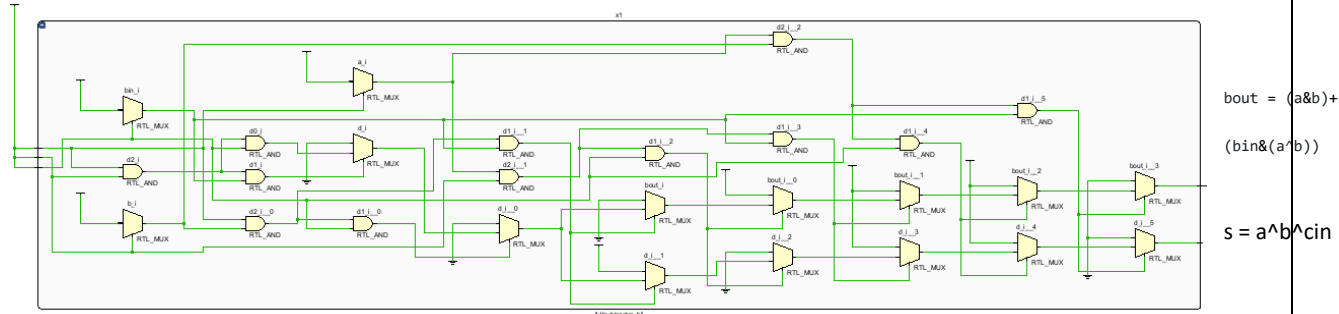 x1
d2_i__2
RTL_AND
a_i
RTL_MUX
bin_i
RTL_MUX
d1_i__5
RTL_AND
bout = (a&b)+
(bin&(a^b))
d0_i
RTL_AND
d_i
RTL_MUX
d1_i__1
RTL_AND
d1_i__2
RTL_AND
d1_i__3
RTL_AND
d1_i__4
RTL_AND
d2_i
RTL_AND
d1_i
RTL_AND
d2_i__1
RTL_AND
bout_i
RTL_MUX
bout_i__0
RTL_MUX
bout_i__1
RTL_MUX
bout_i__2
RTL_MUX
bout_i__3
RTL_MUX
b_i
RTL_MUX
d2_i__0
RTL_AND
d1_i__0
RTL_AND
d_i__0
RTL_MUX
d_i__1
RTL_MUX
d_i__2
RTL_MUX
d_i__3
RTL_MUX
d_i__4
RTL_MUX
d_i__5
RTL_MUX
s = a^b^cin